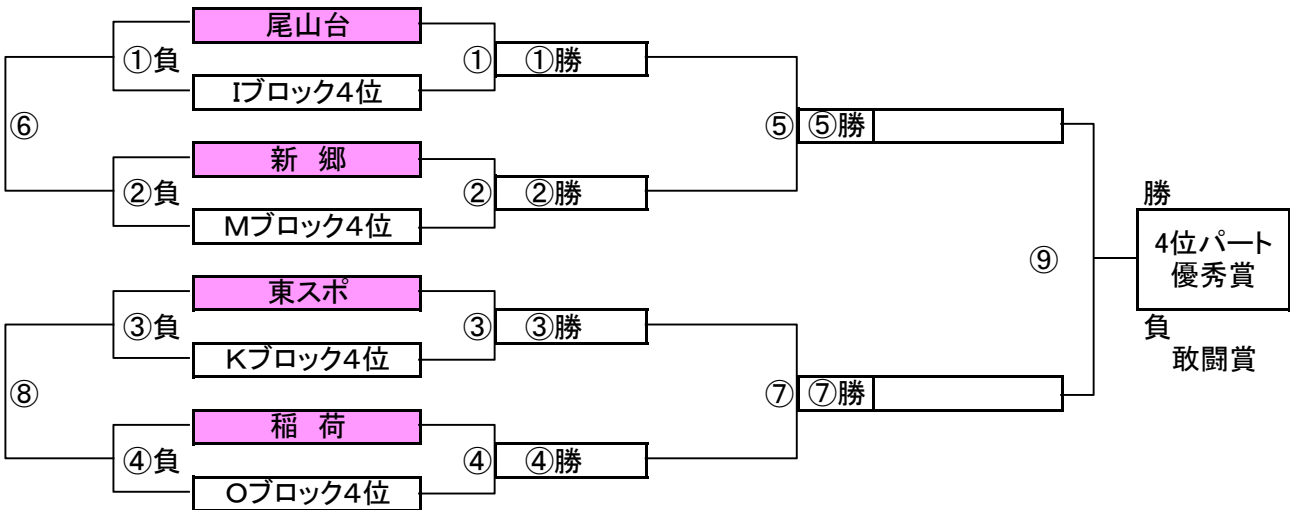 尾山台
①負
①
①勝
Iブロック4位
⑥
⑤
⑤勝
新 郷
②負
②
②勝
Mブロック4位
勝
4位パート
優秀賞
⑨
東スポ
③負
③
③勝
負
敢闘賞
Kブロック4位
⑧
⑦
⑦勝
稲 荷
④負
④
④勝
Oブロック4位